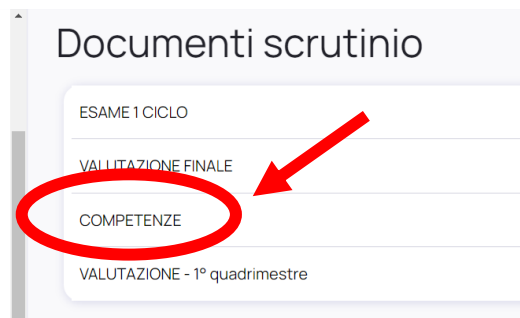 Documenti scrutinio
ESAME 1 CICLO
VALUTAZIONE FINALE
COMPETENZE
VALUTAZIONE - 1° quadrimestre